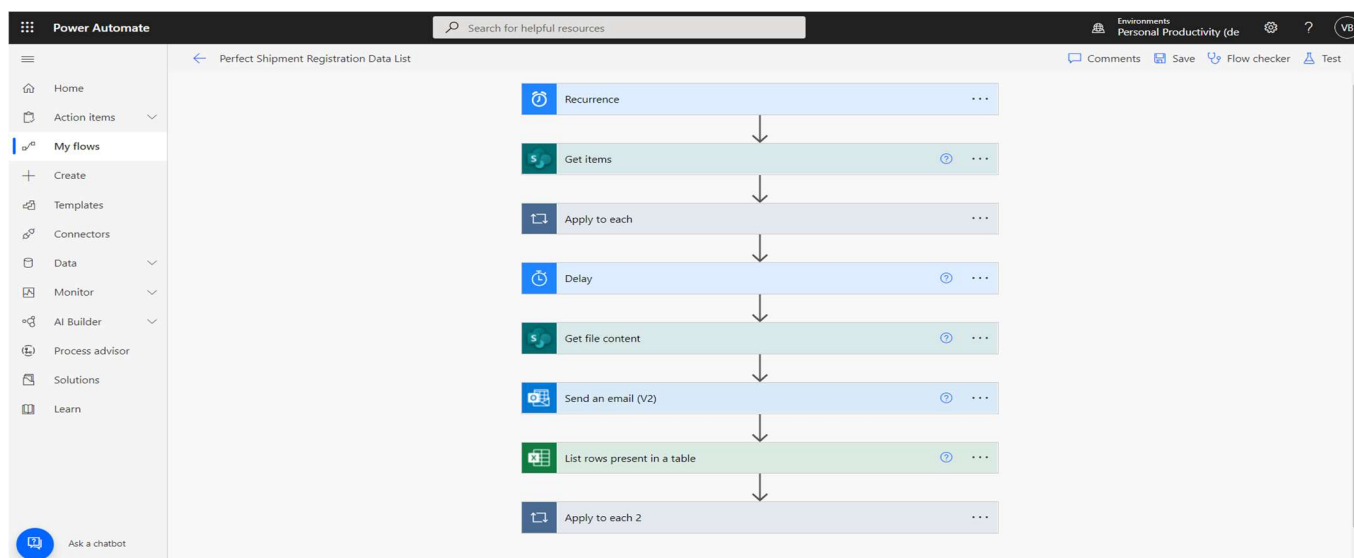 Power Automate
Search for helpful resources
Environments
Personal Productivity (de
?
VB
Perfect Shipment Registration Data List
Comments
Save
Flow checker
Test
Home
Action items
My flows
Create
Templates
Connectors
Data
Monitor
AI Builder
Process advisor
Solutions
Learn
Ask a chatbot
Recurrence
Get items
Apply to each
Delay
Get file content
Send an email (V2)
List rows present in a table
Apply to each 2